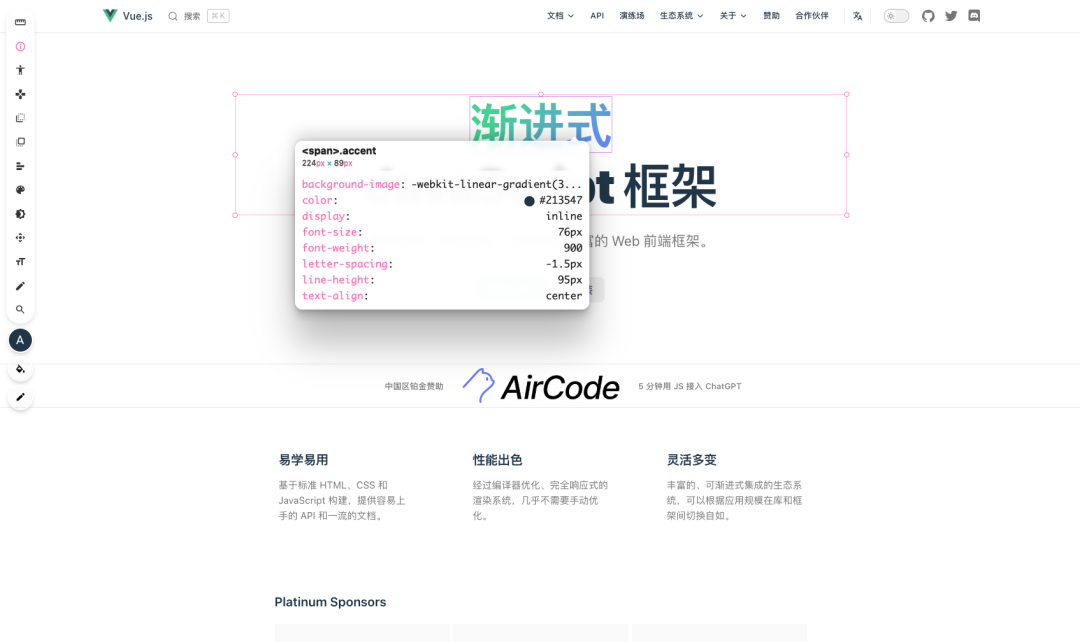 Vue.js
搜索
⌘ K
文档
API
演练场
生态系统
关于
赞助
合作伙伴
渐进式
框架
<span>.accent
224px × 89px
background-image: -webkit-linear-gradient(3...
color: #213547
display: inline
font-size: 76px
font-weight: 900
letter-spacing: -1.5px
line-height: 95px
text-align: center
的 Web 前端框架。
A
中国区铂金赞助
AirCode
5 分钟用 JS 接入 ChatGPT
易学易用
基于标准 HTML、CSS 和
JavaScript 构建，提供容易上
手的 API 和一流的文档。
性能出色
经过编译器优化、完全响应式的
渲染系统，几乎不需要手动优
化。
灵活多变
丰富的、可渐进式集成的生态系
统，可以根据应用规模在库和框
架间切换自如。
Platinum Sponsors